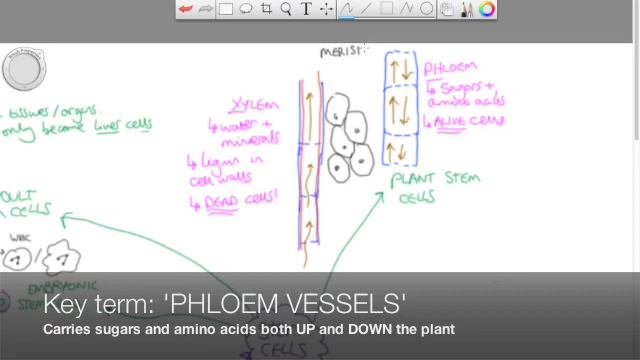 MERIST
XYLEM
↳ water +
minerals
↳ Lignin in
cell walls
↳ DEAD cells!
PHLOEM
↳ Sugars +
amino acids
↳ ALIVE cells
tissues/organs.
only become liver cells
PLANT STEM
CELLS
CELLS
WBC
EMBRYONIC
STEM
CELLS
Key term: 'PHLOEM VESSELS'
Carries sugars and amino acids both UP and DOWN the plant